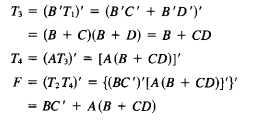 T₃ = (B'T₁)' = (B'C' + B'D')'
= (B + C)(B + D) = B + CD
T₄ = (AT₃)' = [A(B + CD)]'
F = (T₂T₄)' = {(BC')'[A(B + CD)]'}'
= BC' + A(B + CD)